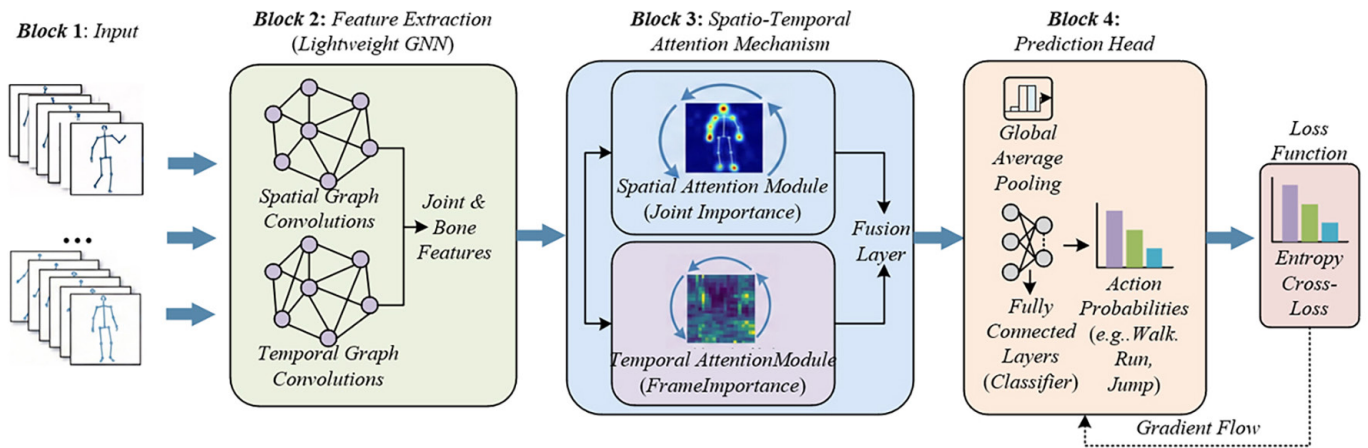 Block 1: Input
Block 2: Feature Extraction
(Lightweight GNN)
Spatial Graph
Convolutions
Temporal Graph
Convolutions
Joint &
Bone
Features
Block 3: Spatio-Temporal
Attention Mechanism
Spatial Attention Module
(Joint Importance)
Temporal AttentionModule
(FrameImportance)
Fusion
Layer
Block 4:
Prediction Head
Global
Average
Pooling
Fully
Connected
Layers
(Classifier)
Action
Probabilities
(e.g..Walk.
Run,
Jump)
Loss
Function
Entropy
Cross-
Loss
Gradient Flow